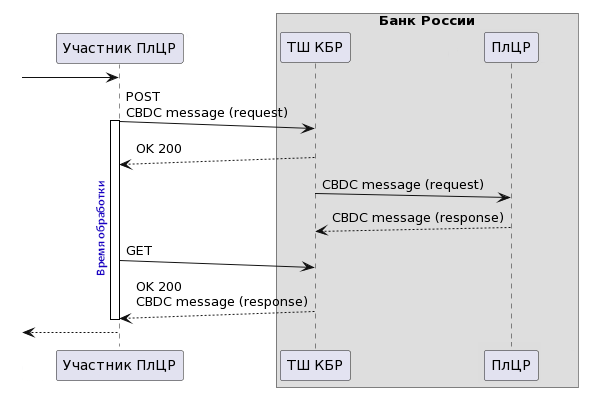 Банк России
Участник ПлЦР
ТШ КБР
ПлЦР
POST
CBDC message (request)
OK 200
CBDC message (request)
CBDC message (response)
Время обработки
GET
OK 200
CBDC message (response)
Участник ПлЦР
ТШ КБР
ПлЦР